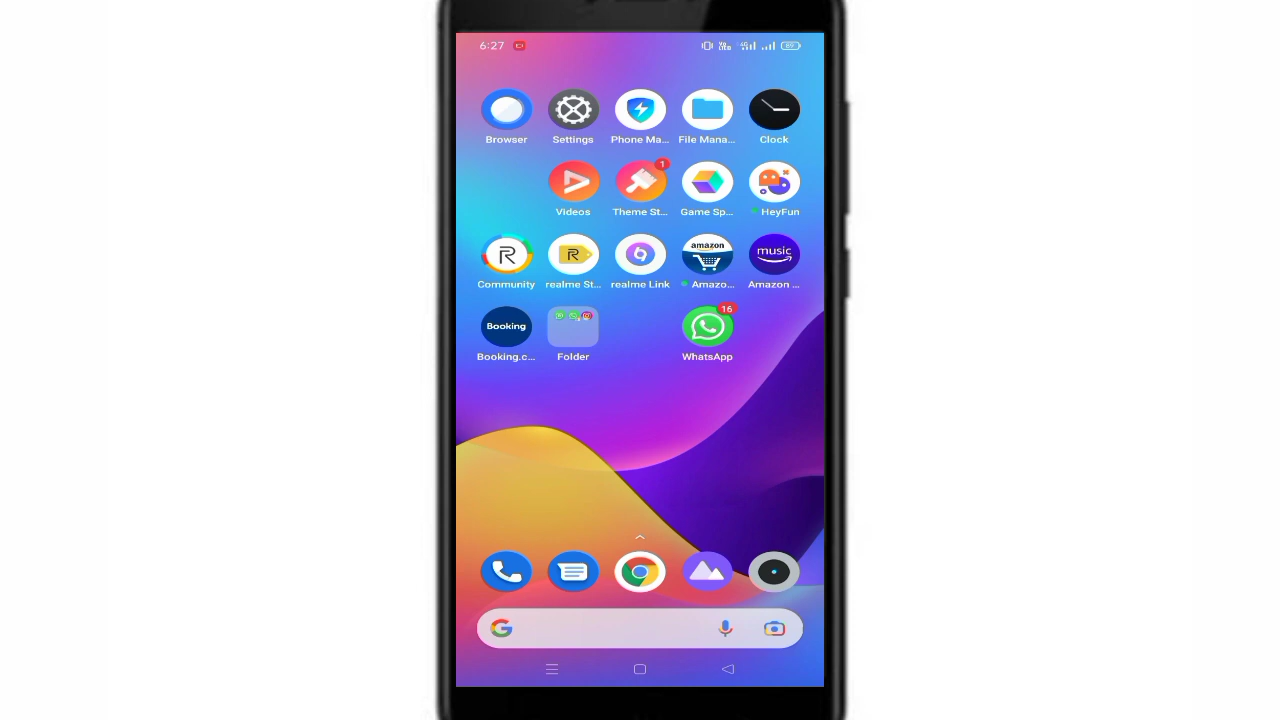 6:27
89
Browser Settings Phone Ma... File Mana... Clock
1
Videos Theme St... Game Sp... HeyFun
R R amazon music
Community realme St... realme Link Amazo... Amazon ...
Booking 16
Booking.c... Folder WhatsApp
G